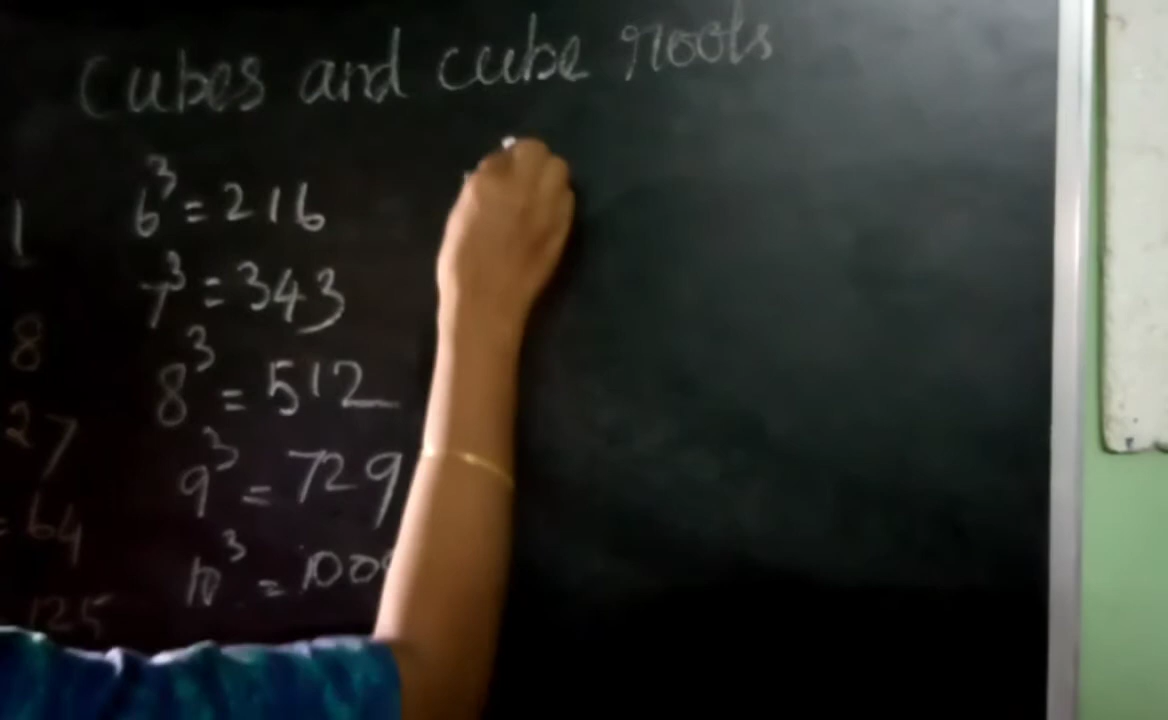 Cubes and cube roots
1
8
27
= 64
125
6³ = 216
7³ = 343
8³ = 512
9³ = 729
10³ = 100